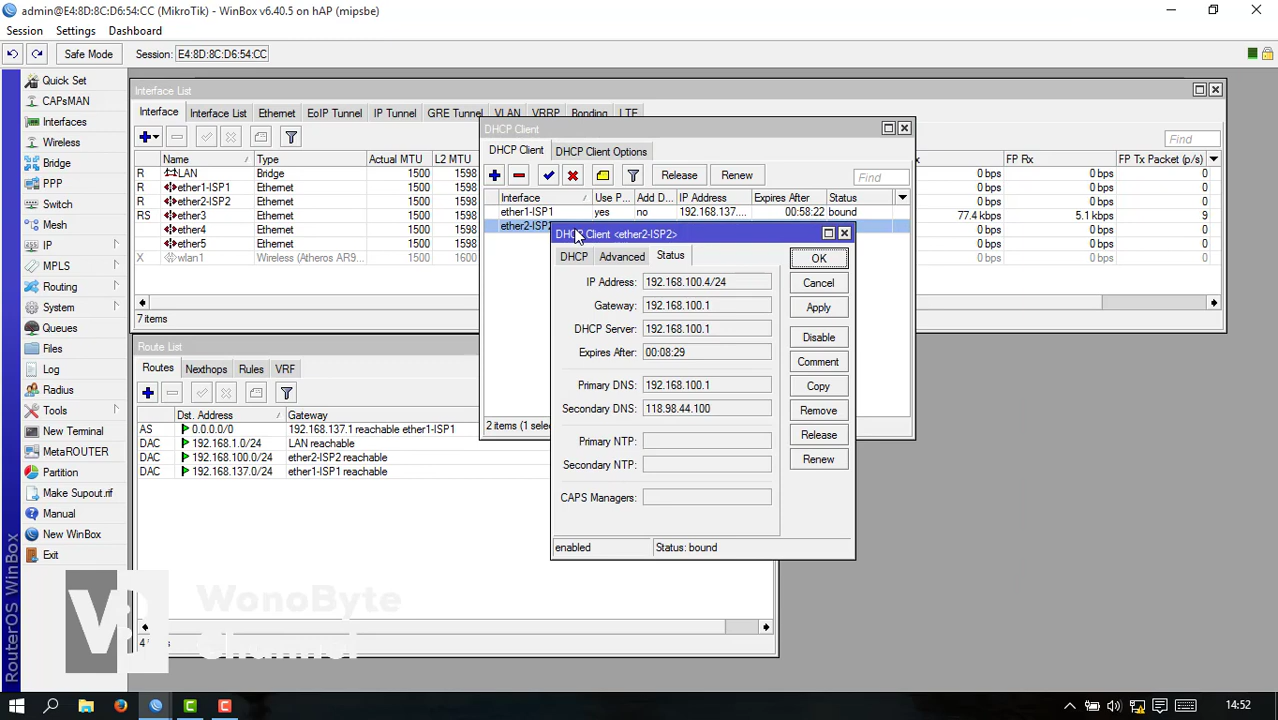 admin@E4:8D:8C:D6:54:CC (MikroTik) - WinBox v6.40.5 on hAP (mipsbe)
Session Settings Dashboard
Safe Mode Session: E4:8D:8C:D6:54:CC
Quick Set
CAPsMAN
Interfaces
Wireless
Bridge
PPP
Switch
Mesh
IP
MPLS
Routing
System
Queues
Files
Log
Radius
Tools
New Terminal
MetaROUTER
Partition
Make Supout.rif
Manual
New WinBox
Exit
RouterOS WinBox
Interface List
Interface Interface List Ethernet EoIP Tunnel IP Tunnel GRE Tunnel VLAN VRRP Bonding LTE
Find
Name Type Actual MTU L2 MTU FP Rx FP Tx Packet (p/s)
R LAN Bridge 1500 1598 0 bps 0 bps 0
R ether1-ISP1 Ethernet 1500 1598 0 bps 0 bps 0
R ether2-ISP2 Ethernet 1500 1598 0 bps 0 bps 0
RS ether3 Ethernet 1500 1598 77.4 kbps 5.1 kbps 9
ether4 Ethernet 1500 1598 0 bps 0 bps 0
ether5 Ethernet 1500 1598 0 bps 0 bps 0
X wlan1 Wireless (Atheros AR9... 1500 1600 0 bps 0 bps 0
7 items
Route List
Routes Nexthops Rules VRF
Dst. Address Gateway
AS 0.0.0.0/0 192.168.137.1 reachable ether1-ISP1
DAC 192.168.1.0/24 LAN reachable
DAC 192.168.100.0/24 ether2-ISP2 reachable
DAC 192.168.137.0/24 ether1-ISP1 reachable
DHCP Client
DHCP Client DHCP Client Options
Release Renew Find
Interface Use P... Add D... IP Address Expires After Status
ether1-ISP1 yes no 192.168.137.... 00:58:22 bound
ether2-ISP2
2 items (1 selec
DHCP Client <ether2-ISP2>
DHCP Advanced Status
IP Address: 192.168.100.4/24
Gateway: 192.168.100.1
DHCP Server: 192.168.100.1
Expires After: 00:08:29
Primary DNS: 192.168.100.1
Secondary DNS: 118.98.44.100
Primary NTP:
Secondary NTP:
CAPS Managers:
enabled Status: bound
OK
Cancel
Apply
Disable
Comment
Copy
Remove
Release
Renew
WonoByte
Channel
14:52